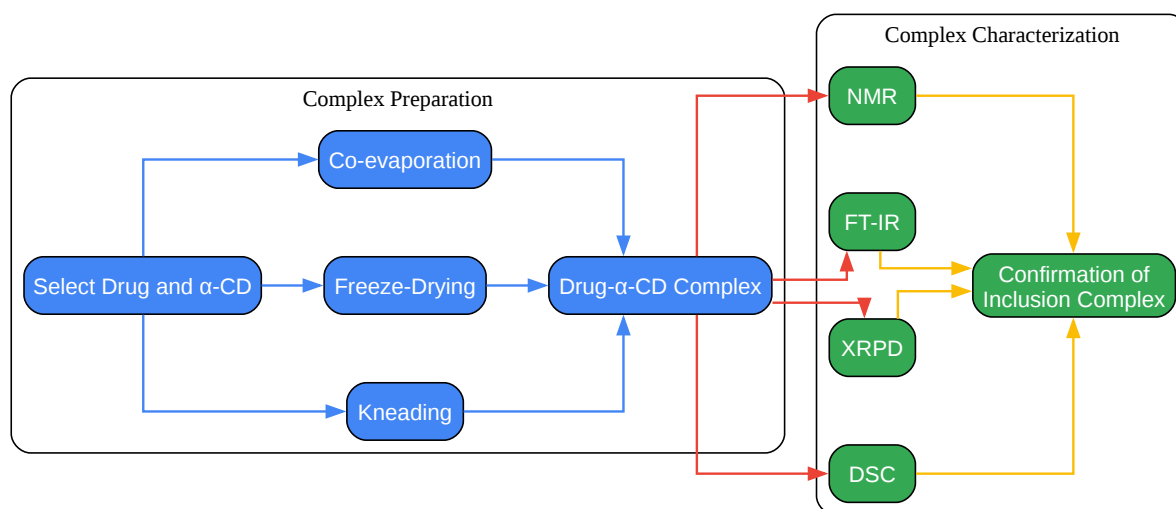 Complex Preparation
Co-evaporation
Select Drug and α-CD
Freeze-Drying
Drug-α-CD Complex
Kneading
Complex Characterization
NMR
FT-IR
XRPD
DSC
Confirmation of
Inclusion Complex